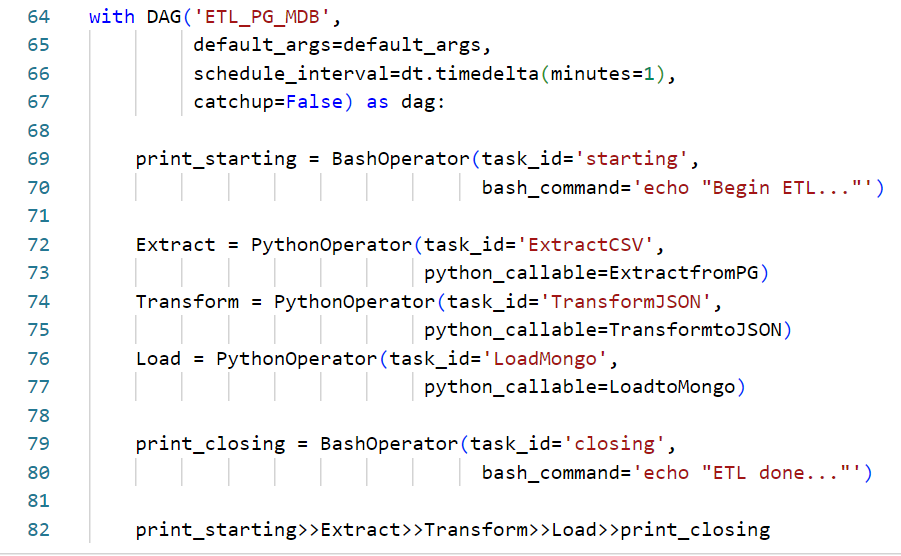 64 with DAG('ETL_PG_MDB',
65 default_args=default_args,
66 schedule_interval=dt.timedelta(minutes=1),
67 catchup=False) as dag:
68
69 print_starting = BashOperator(task_id='starting',
70 bash_command='echo "Begin ETL..."')
71
72 Extract = PythonOperator(task_id='ExtractCSV',
73 python_callable=ExtractfromPG)
74 Transform = PythonOperator(task_id='TransformJSON',
75 python_callable=TransformtoJSON)
76 Load = PythonOperator(task_id='LoadMongo',
77 python_callable=LoadtoMongo)
78
79 print_closing = BashOperator(task_id='closing',
80 bash_command='echo "ETL done..."')
81
82 print_starting>>Extract>>Transform>>Load>>print_closing